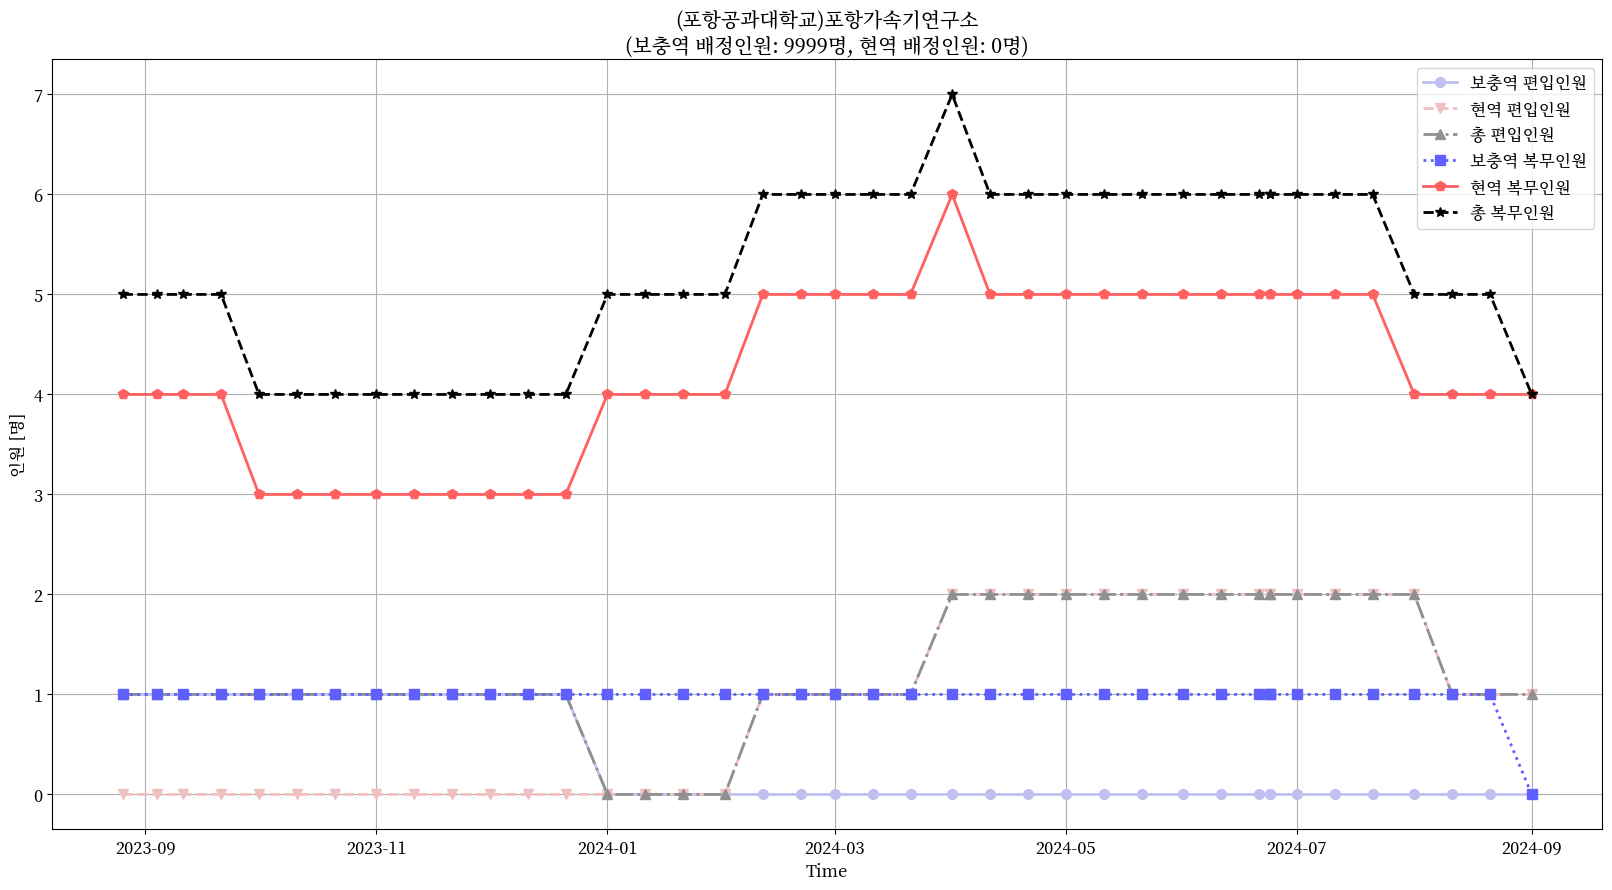 (포항공과대학교)포항가속기연구소
(보충역 배정인원: 9999명, 현역 배정인원: 0명)
보충역 편입인원
현역 편입인원
총 편입인원
보충역 복무인원
현역 복무인원
총 복무인원
인원 [명]
7
6
5
4
3
2
1
0
2023-09
2023-11
2024-01
2024-03
2024-05
2024-07
2024-09
Time